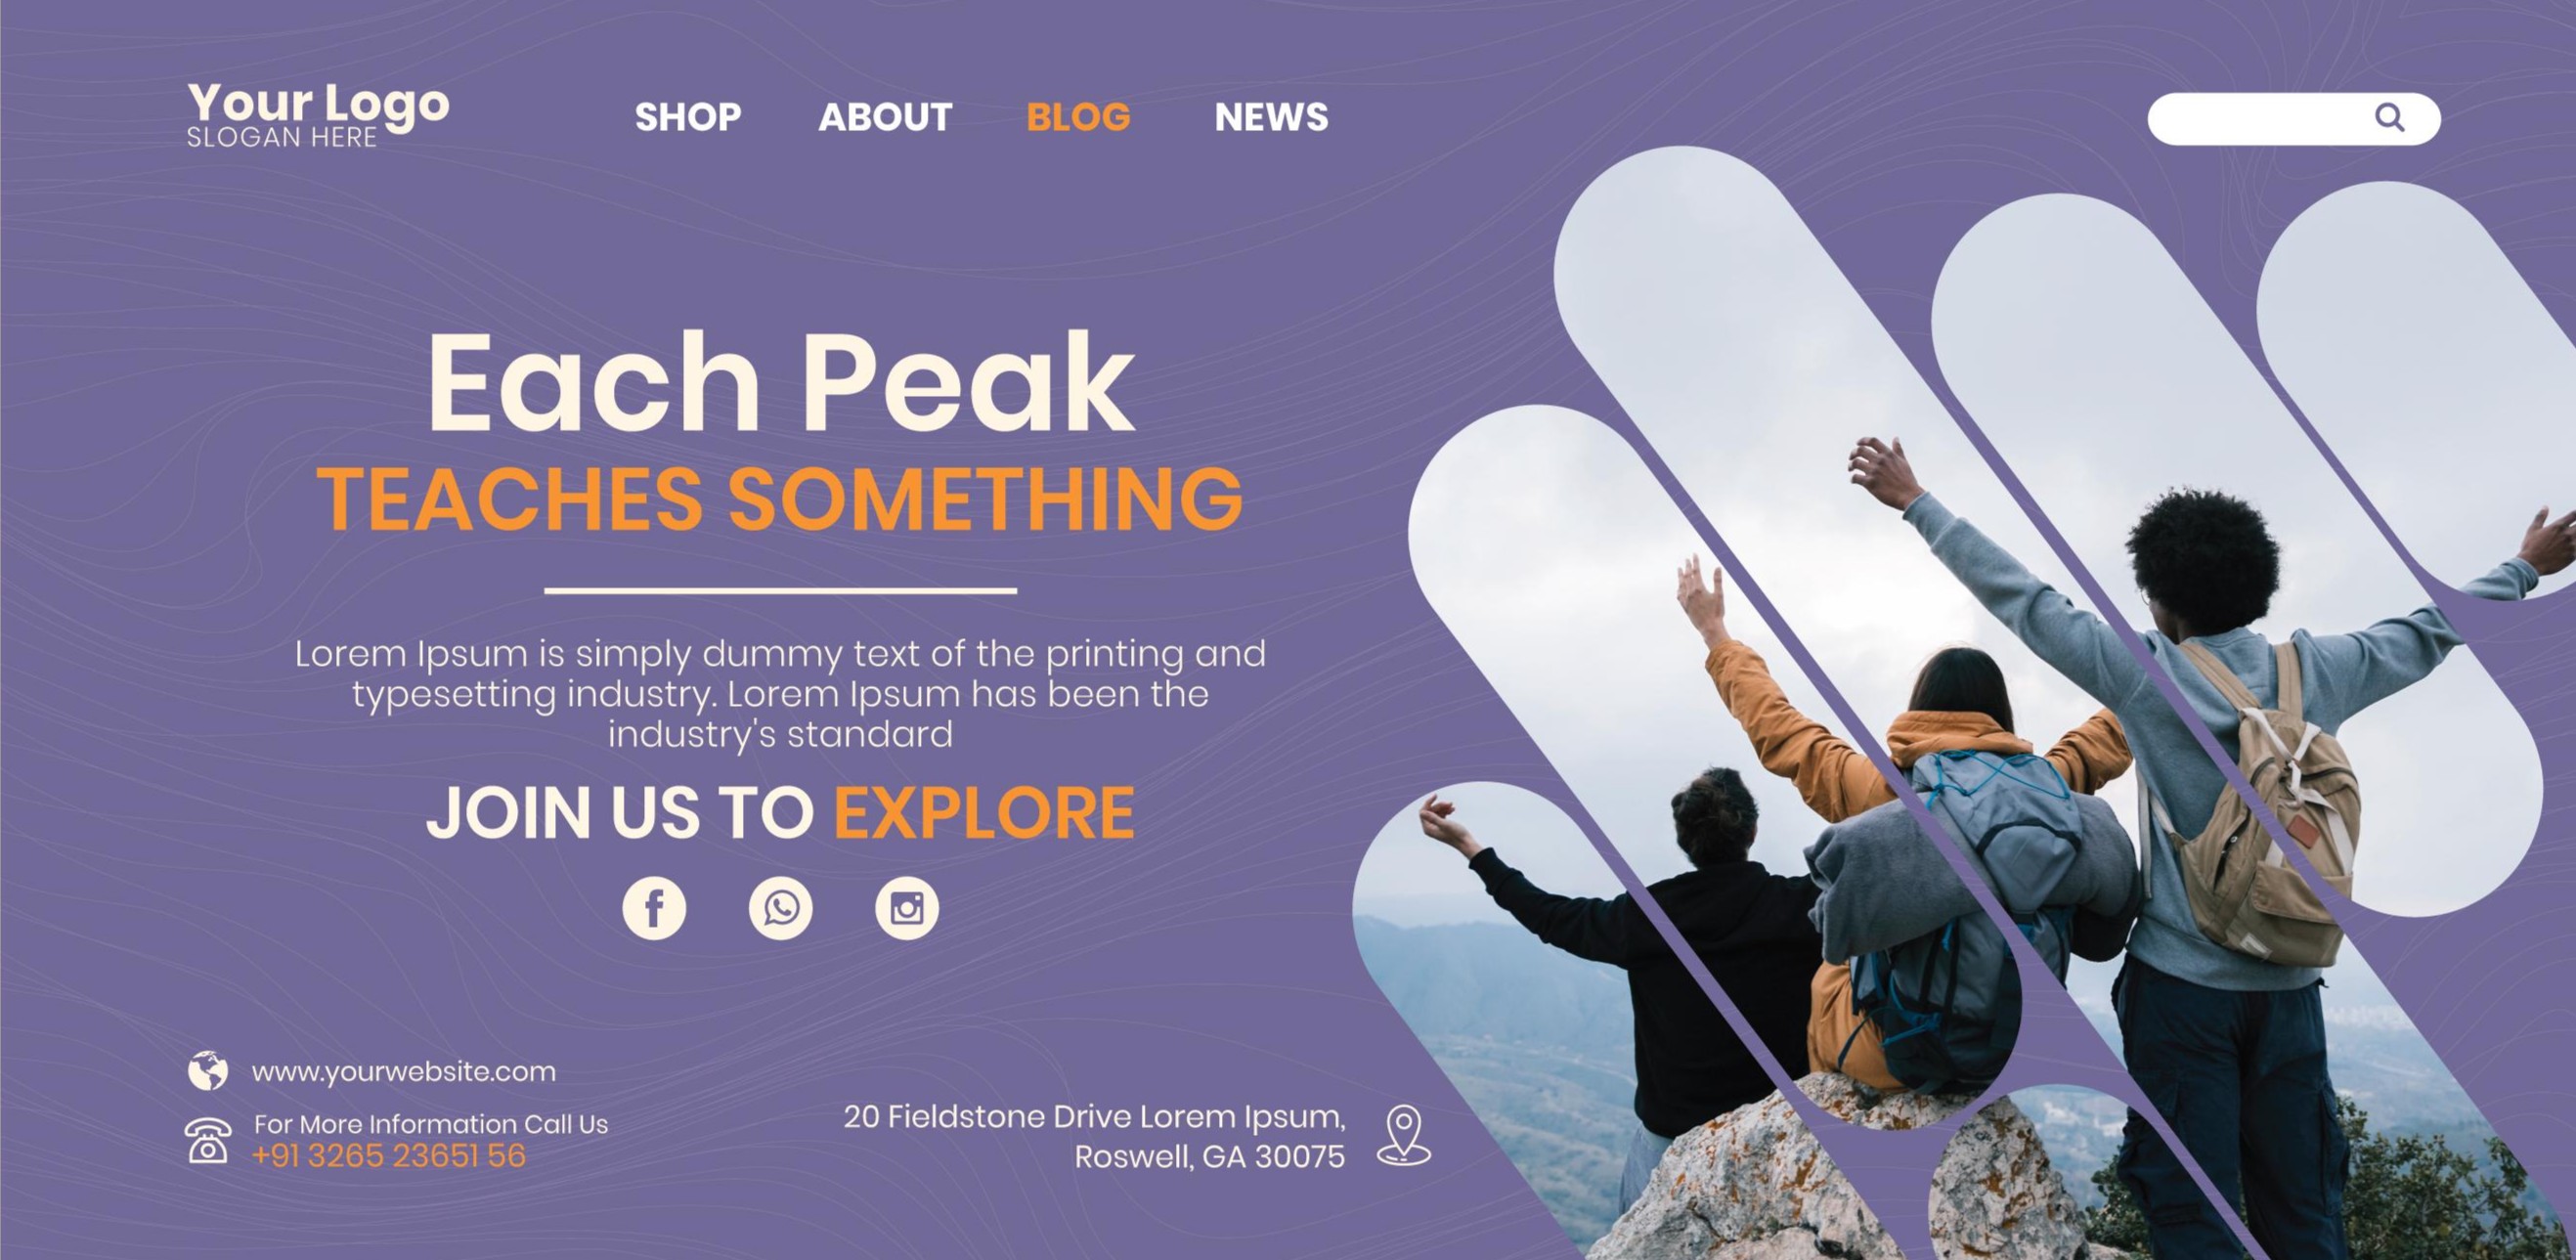 Your Logo
SLOGAN HERE
SHOP ABOUT BLOG NEWS
Each Peak
TEACHES SOMETHING
Lorem Ipsum is simply dummy text of the printing and
typesetting industry. Lorem Ipsum has been the
industry's standard
JOIN US TO EXPLORE
www.yourwebsite.com
For More Information Call Us
+91 3265 23651 56
20 Fieldstone Drive Lorem Ipsum,
Roswell, GA 30075